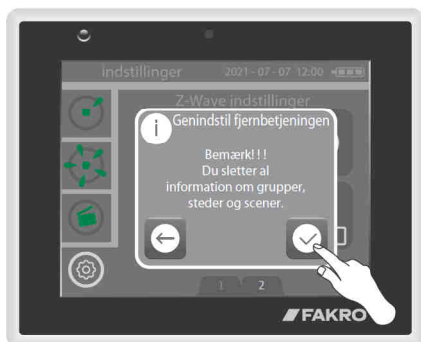 indstillinger 2021 - 07 - 07 12:00
Z-Wave indstillinger
i Genindstil fjernbetjeningen
Bemærk!!!
Du sletter al
information om grupper,
steder og scener.
1 2
FAKRO